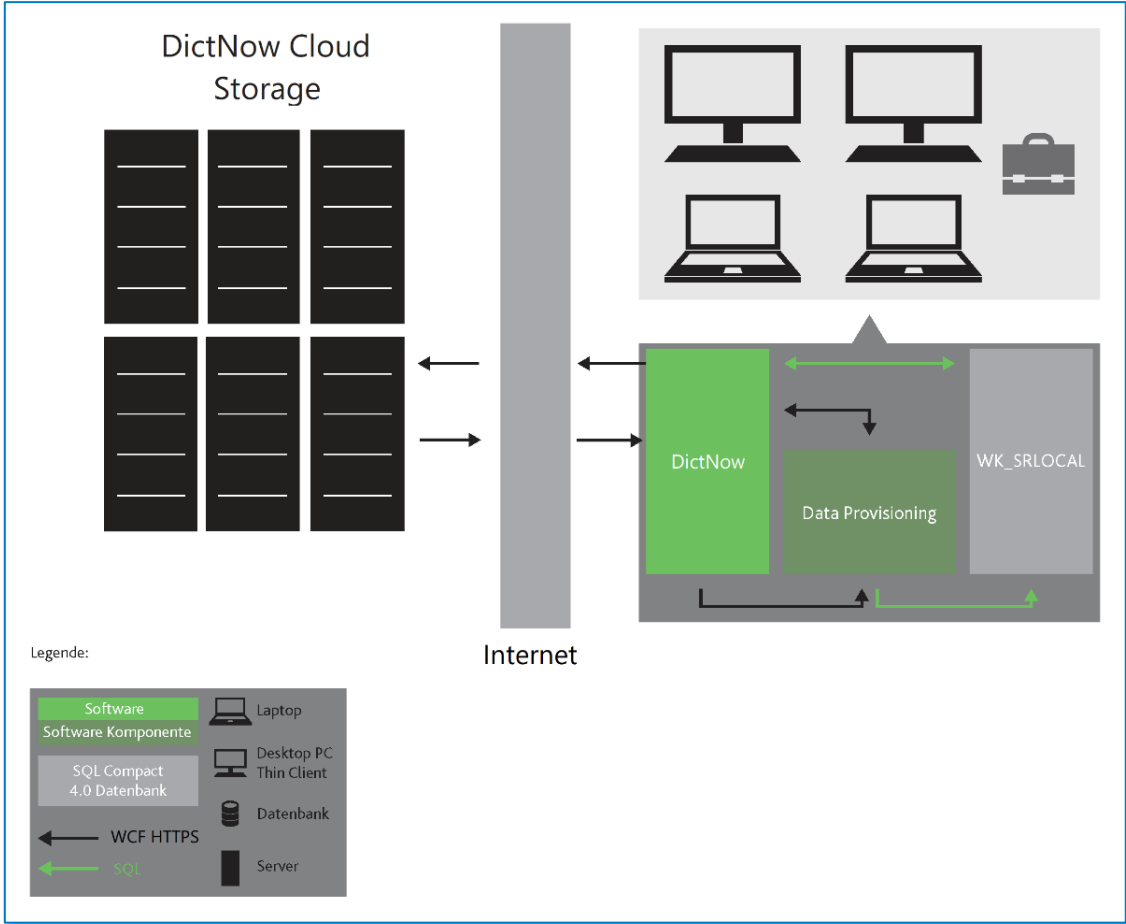 DictNow Cloud
Storage
DictNow
Data Provisioning
WK_SRLOCAL
Internet
Legende:
Software
Software Komponente
SQL Compact
4.0 Datenbank
WCF HTTPS
SQL
Laptop
Desktop PC
Thin Client
Datenbank
Server